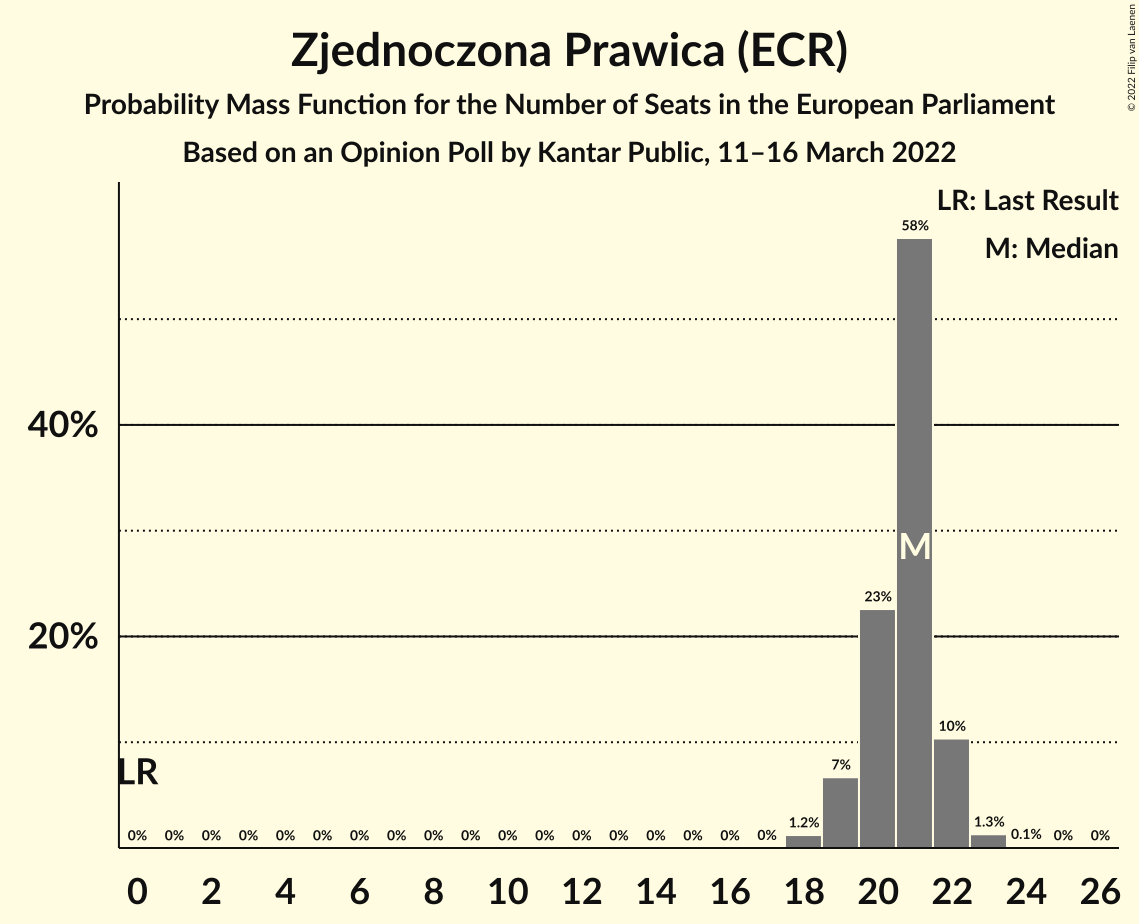 Zjednoczona Prawica (ECR)
Probability Mass Function for the Number of Seats in the European Parliament
Based on an Opinion Poll by Kantar Public, 11–16 March 2022
© 2022 Filip van Laenen
LR: Last Result
M: Median
58%
40%
M
23%
20%
10%
LR
7%
0% 0% 0% 0% 0% 0% 0% 0% 0% 0% 0% 0% 0% 0% 0% 0% 0% 0% 1.2% 1.3% 0.1% 0% 0%
0 2 4 6 8 10 12 14 16 18 20 22 24 26